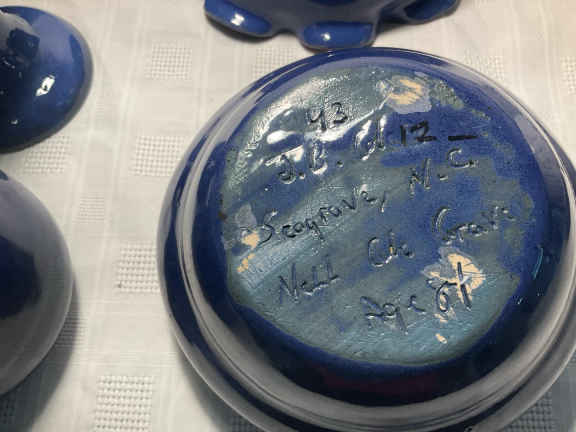 43
J.B. Cole 12
Seagrove, N.C.
Nell Cole Graves
Age 81